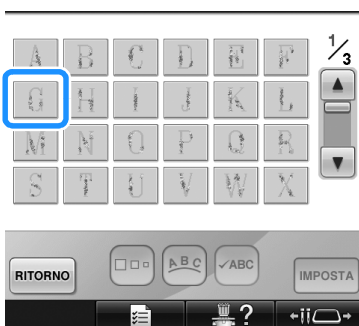 1/3
A B C D E F
G H I J K L
M N O P Q R
S T U V W X
RITORNO ABC ✓ABC IMPOSTA
?